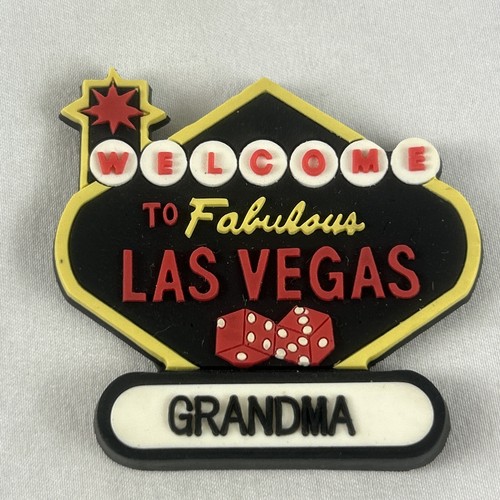 WELCOME
TO Fabulous
LAS VEGAS
GRANDMA